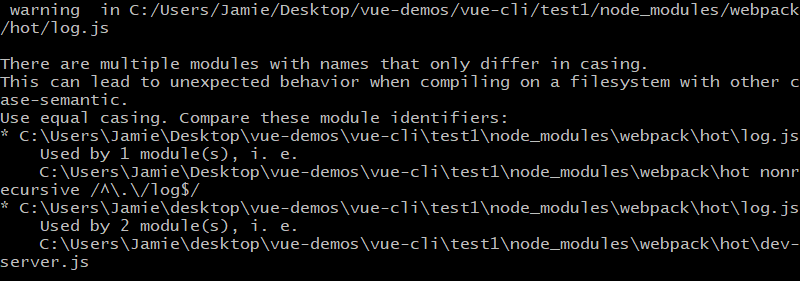 warning  in C:/Users/Jamie/Desktop/vue-demos/vue-cli/test1/node_modules/webpack
/hot/log.js

There are multiple modules with names that only differ in casing.
This can lead to unexpected behavior when compiling on a filesystem with other c
ase-semantic.
Use equal casing. Compare these module identifiers:
* C:\Users\Jamie\Desktop\vue-demos\vue-cli\test1\node_modules\webpack\hot\log.js
    Used by 1 module(s), i. e.
    C:\Users\Jamie\Desktop\vue-demos\vue-cli\test1\node_modules\webpack\hot nonr
ecursive /^\.\/log$/
* C:\Users\Jamie\desktop\vue-demos\vue-cli\test1\node_modules\webpack\hot\log.js
    Used by 2 module(s), i. e.
    C:\Users\Jamie\desktop\vue-demos\vue-cli\test1\node_modules\webpack\hot\dev-
server.js